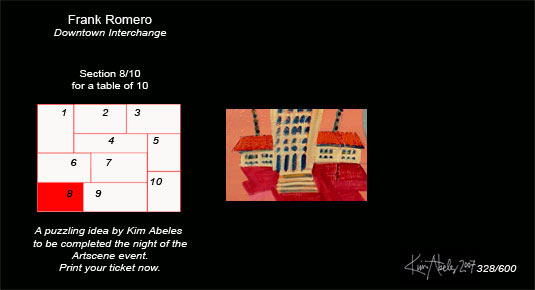 Frank Romero
Downtown Interchange
Section 8/10
for a table of 10
1 2 3
4 5
6 7
10
8 9
A puzzling idea by Kim Abeles
to be completed the night of the
Artscene event.
Print your ticket now.
Kim Abeles 2007 328/600